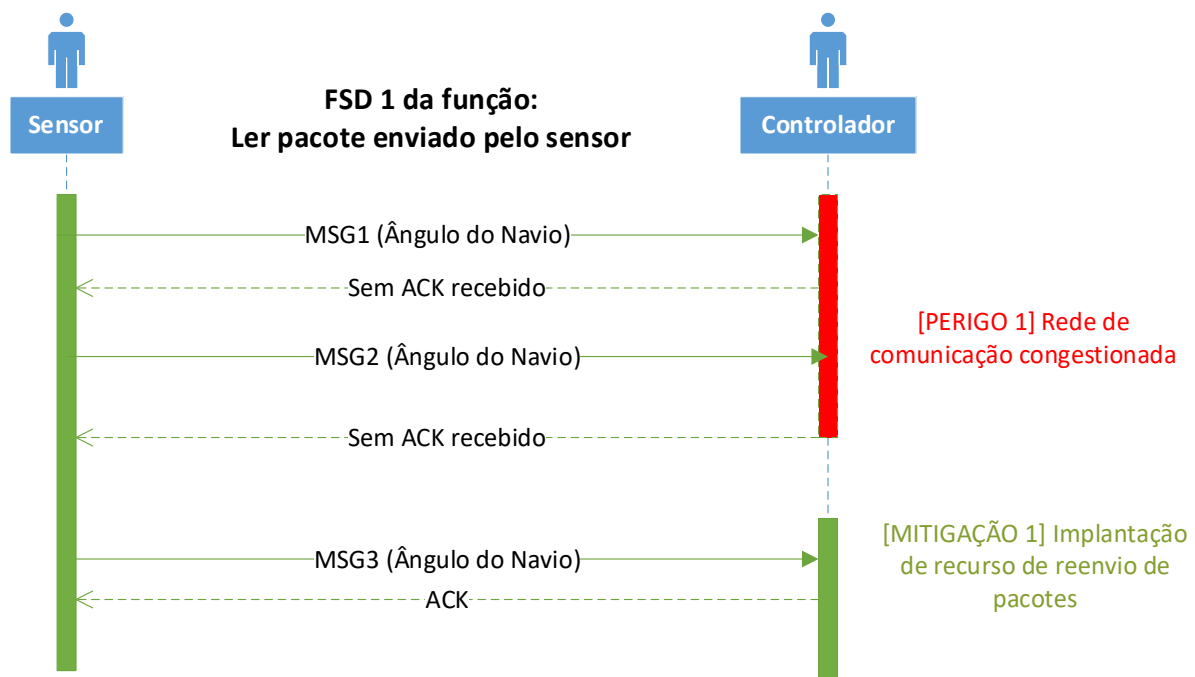 FSD 1 da função:
Ler pacote enviado pelo sensor
Sensor
Controlador
MSG1 (Ângulo do Navio)
Sem ACK recebido
[PERIGO 1] Rede de
comunicação congestionada
MSG2 (Ângulo do Navio)
Sem ACK recebido
[MITIGAÇÃO 1] Implantação
de recurso de reenvio de
pacotes
MSG3 (Ângulo do Navio)
ACK